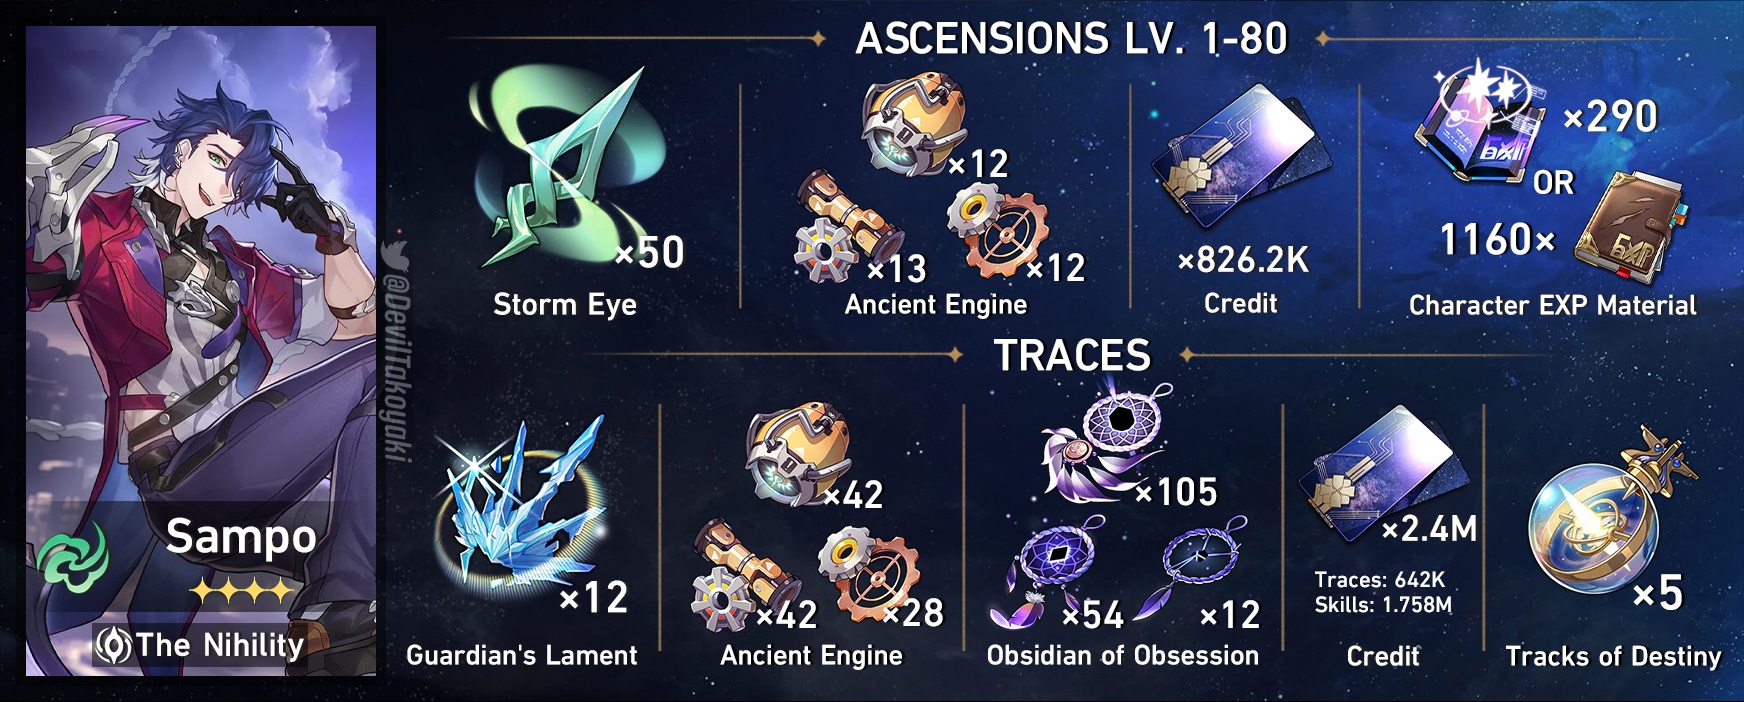 ASCENSIONS LV. 1-80
×50
Storm Eye
×12
×13
×12
Ancient Engine
×826.2K
Credit
×290
OR
1160×
EXP
Character EXP Material
@DevilTakoyaki
TRACES
×12
Guardian's Lament
×42
×42
×28
Ancient Engine
×105
×54
×12
Obsidian of Obsession
×2.4M
Traces: 642K
Skills: 1.758M
Credit
×5
Tracks of Destiny
Sampo
The Nihility